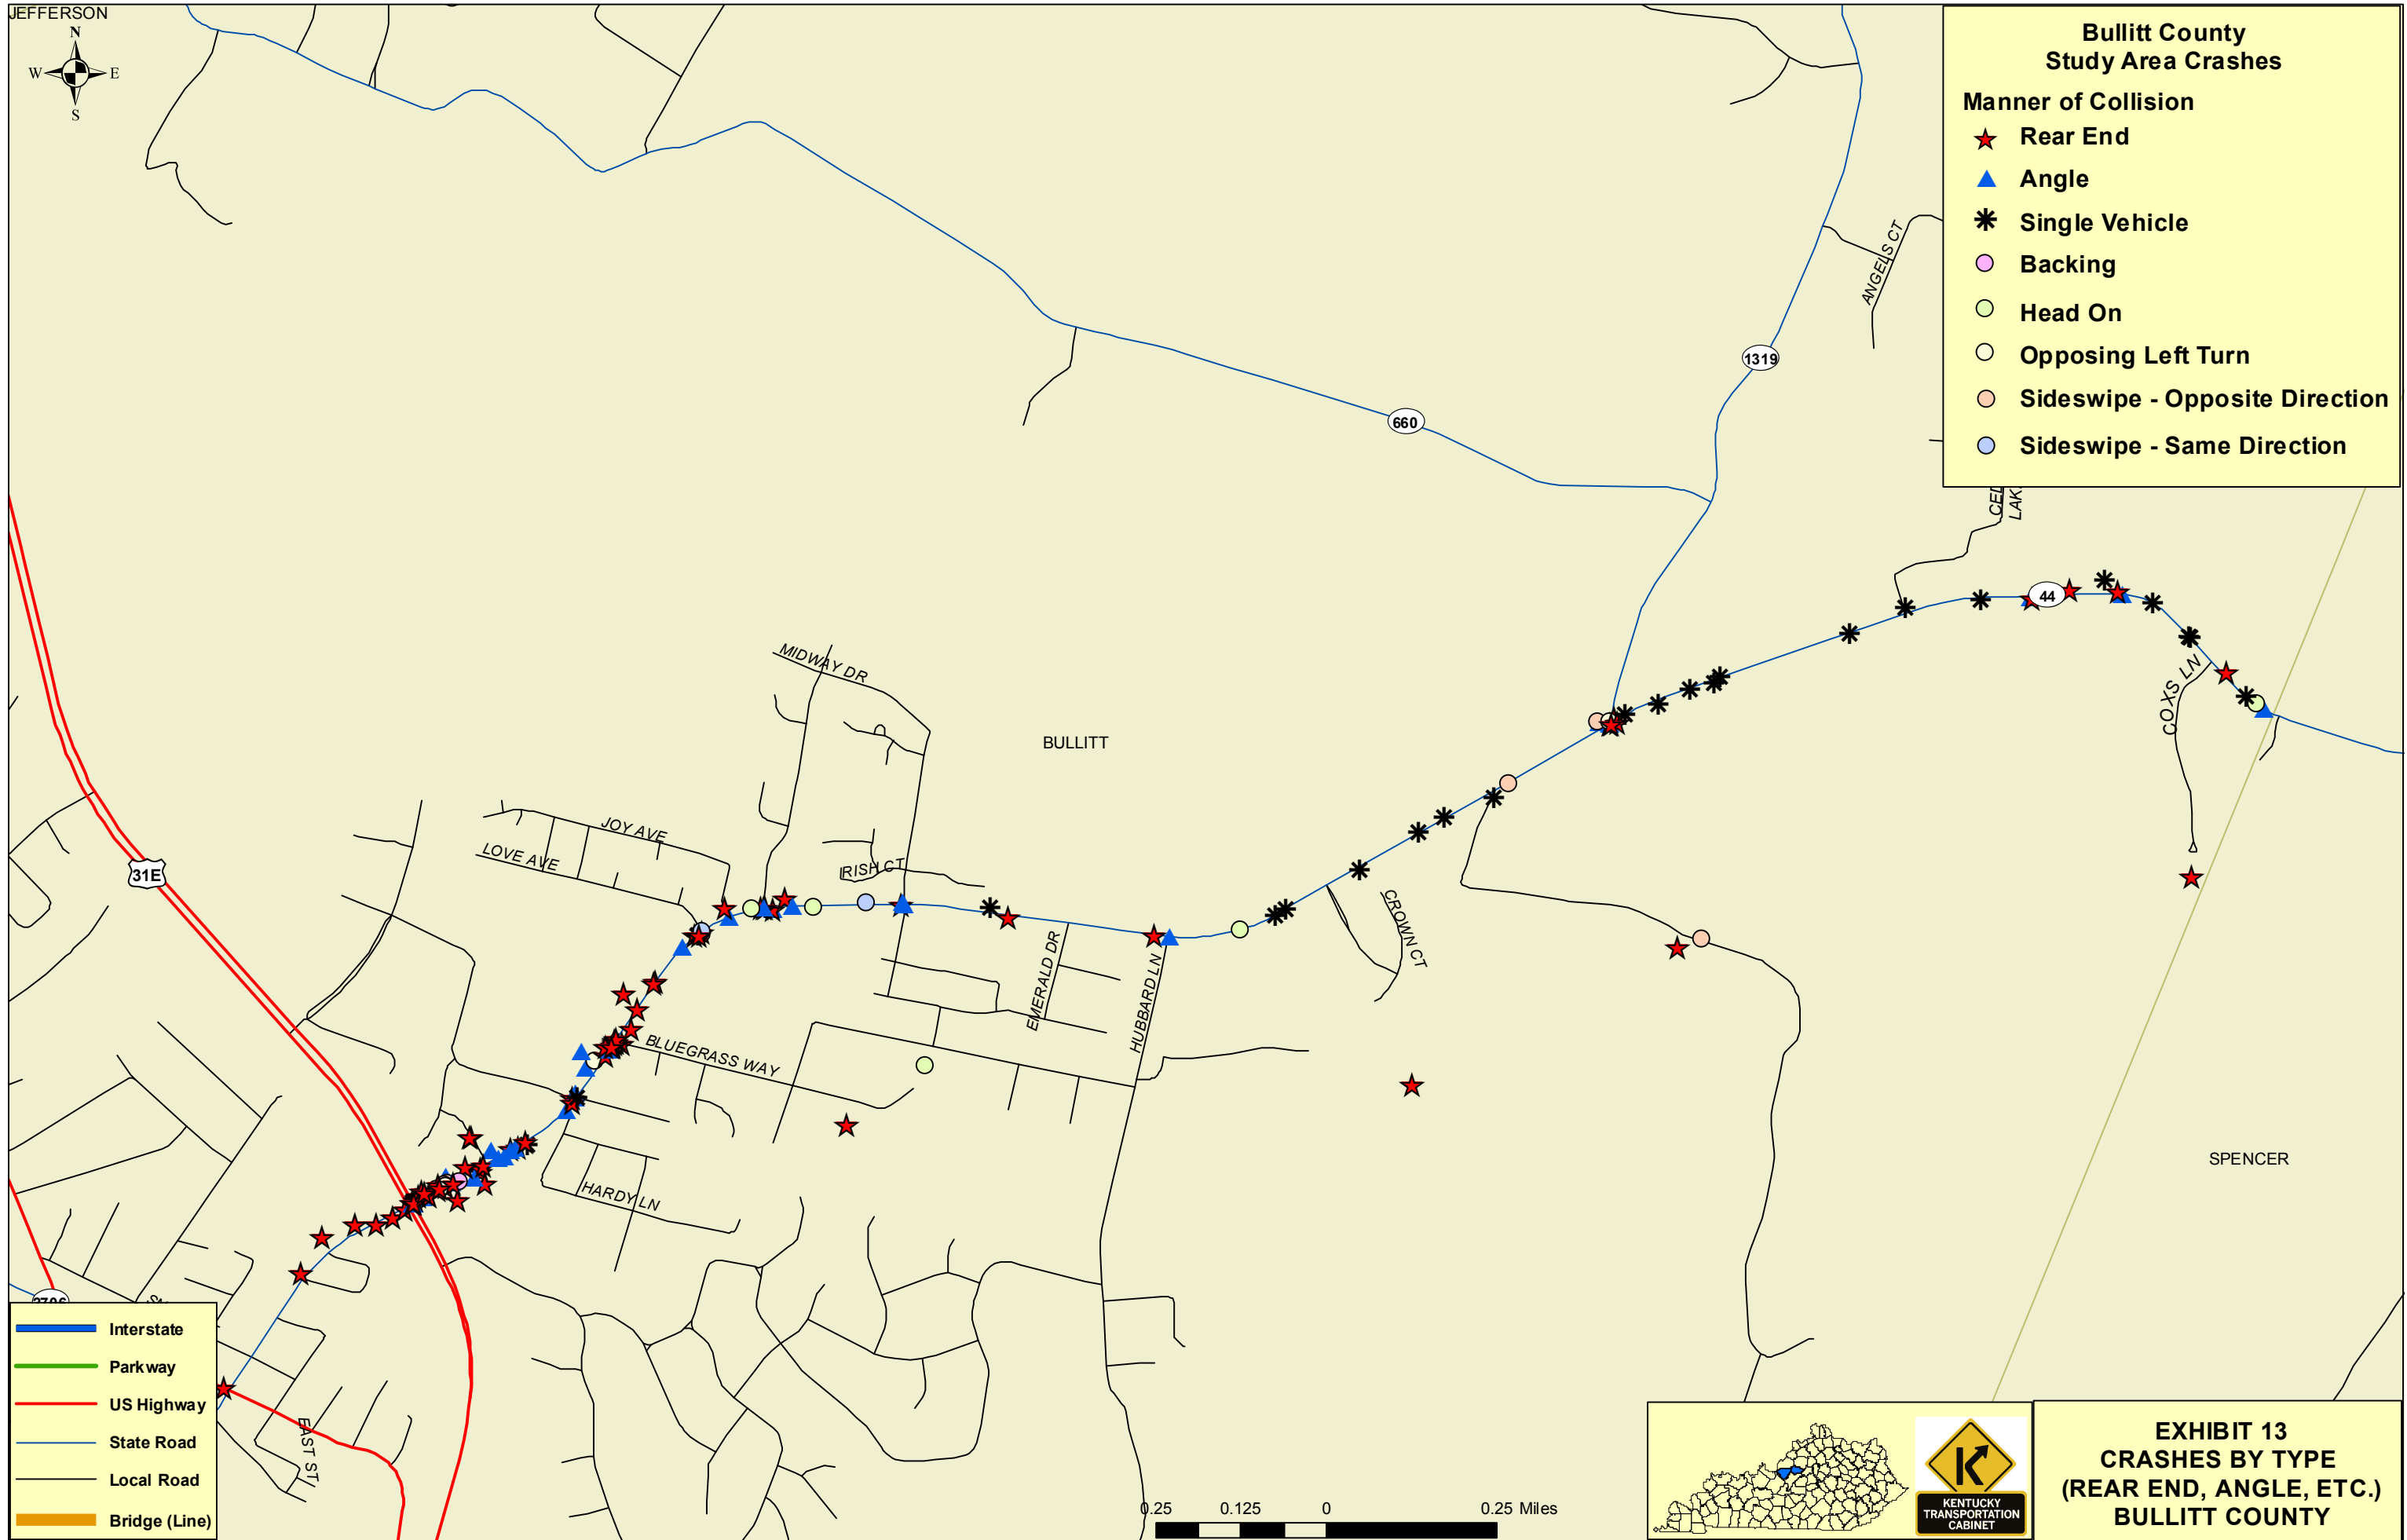 JEFFERSON
N
W E
S
Bullitt County
Study Area Crashes
Manner of Collision
Rear End
Angle
Single Vehicle
Backing
Head On
Opposing Left Turn
Sideswipe - Opposite Direction
Sideswipe - Same Direction
ANGELS CT
1319
660
44
MIDWAY DR
COXS LN
BULLITT
JOY AVE
LOVE AVE
IRISH CT
31E
CROWN CT
EMERALD DR
HUBBARD LN
BLUEGRASS WAY
SPENCER
HARDY LN
EAST ST
Interstate
Parkway
US Highway
State Road
Local Road
Bridge (Line)
0.25 0.125 0 0.25 Miles
KENTUCKY
TRANSPORTATION
CABINET
EXHIBIT 13
CRASHES BY TYPE
(REAR END, ANGLE, ETC.)
BULLITT COUNTY